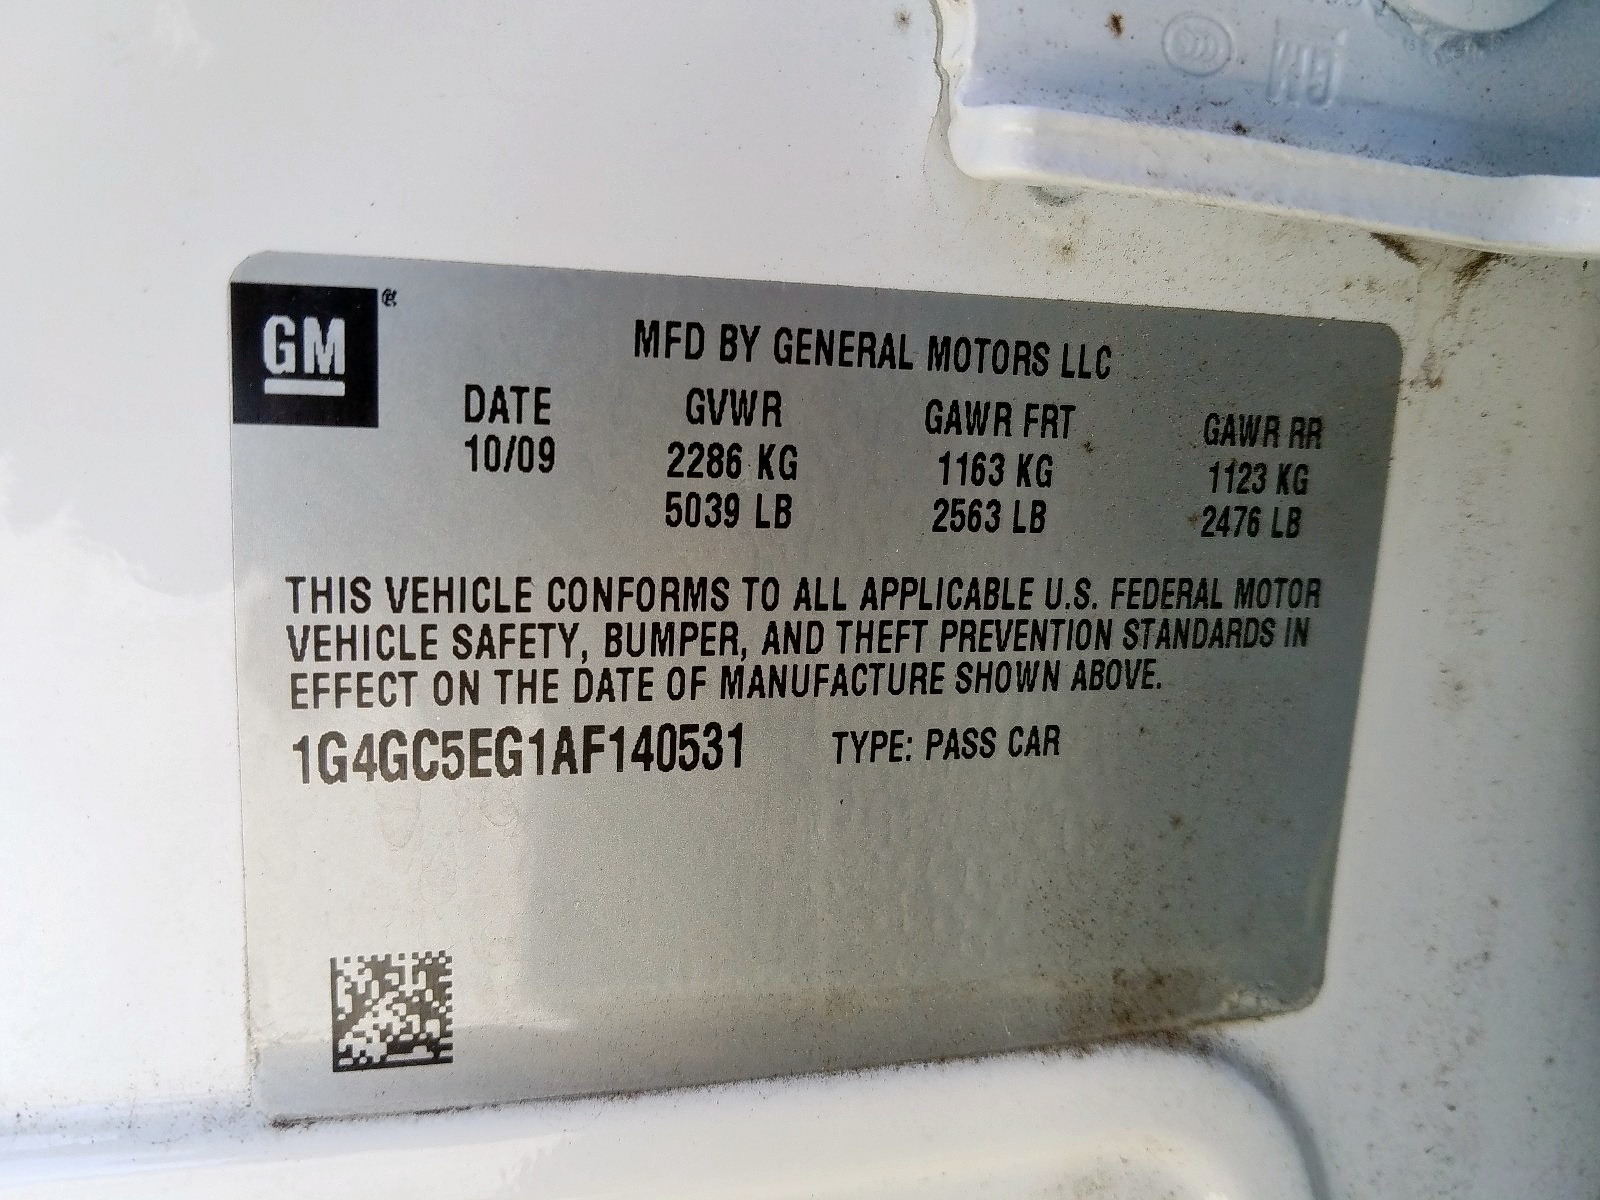 GM ®
MFD BY GENERAL MOTORS LLC
DATE GVWR GAWR FRT GAWR RR
10/09 2286 KG 1163 KG 1123 KG
5039 LB 2563 LB 2476 LB
THIS VEHICLE CONFORMS TO ALL APPLICABLE U.S. FEDERAL MOTOR
VEHICLE SAFETY, BUMPER, AND THEFT PREVENTION STANDARDS IN
EFFECT ON THE DATE OF MANUFACTURE SHOWN ABOVE.
1G4GC5EG1AF140531 TYPE: PASS CAR